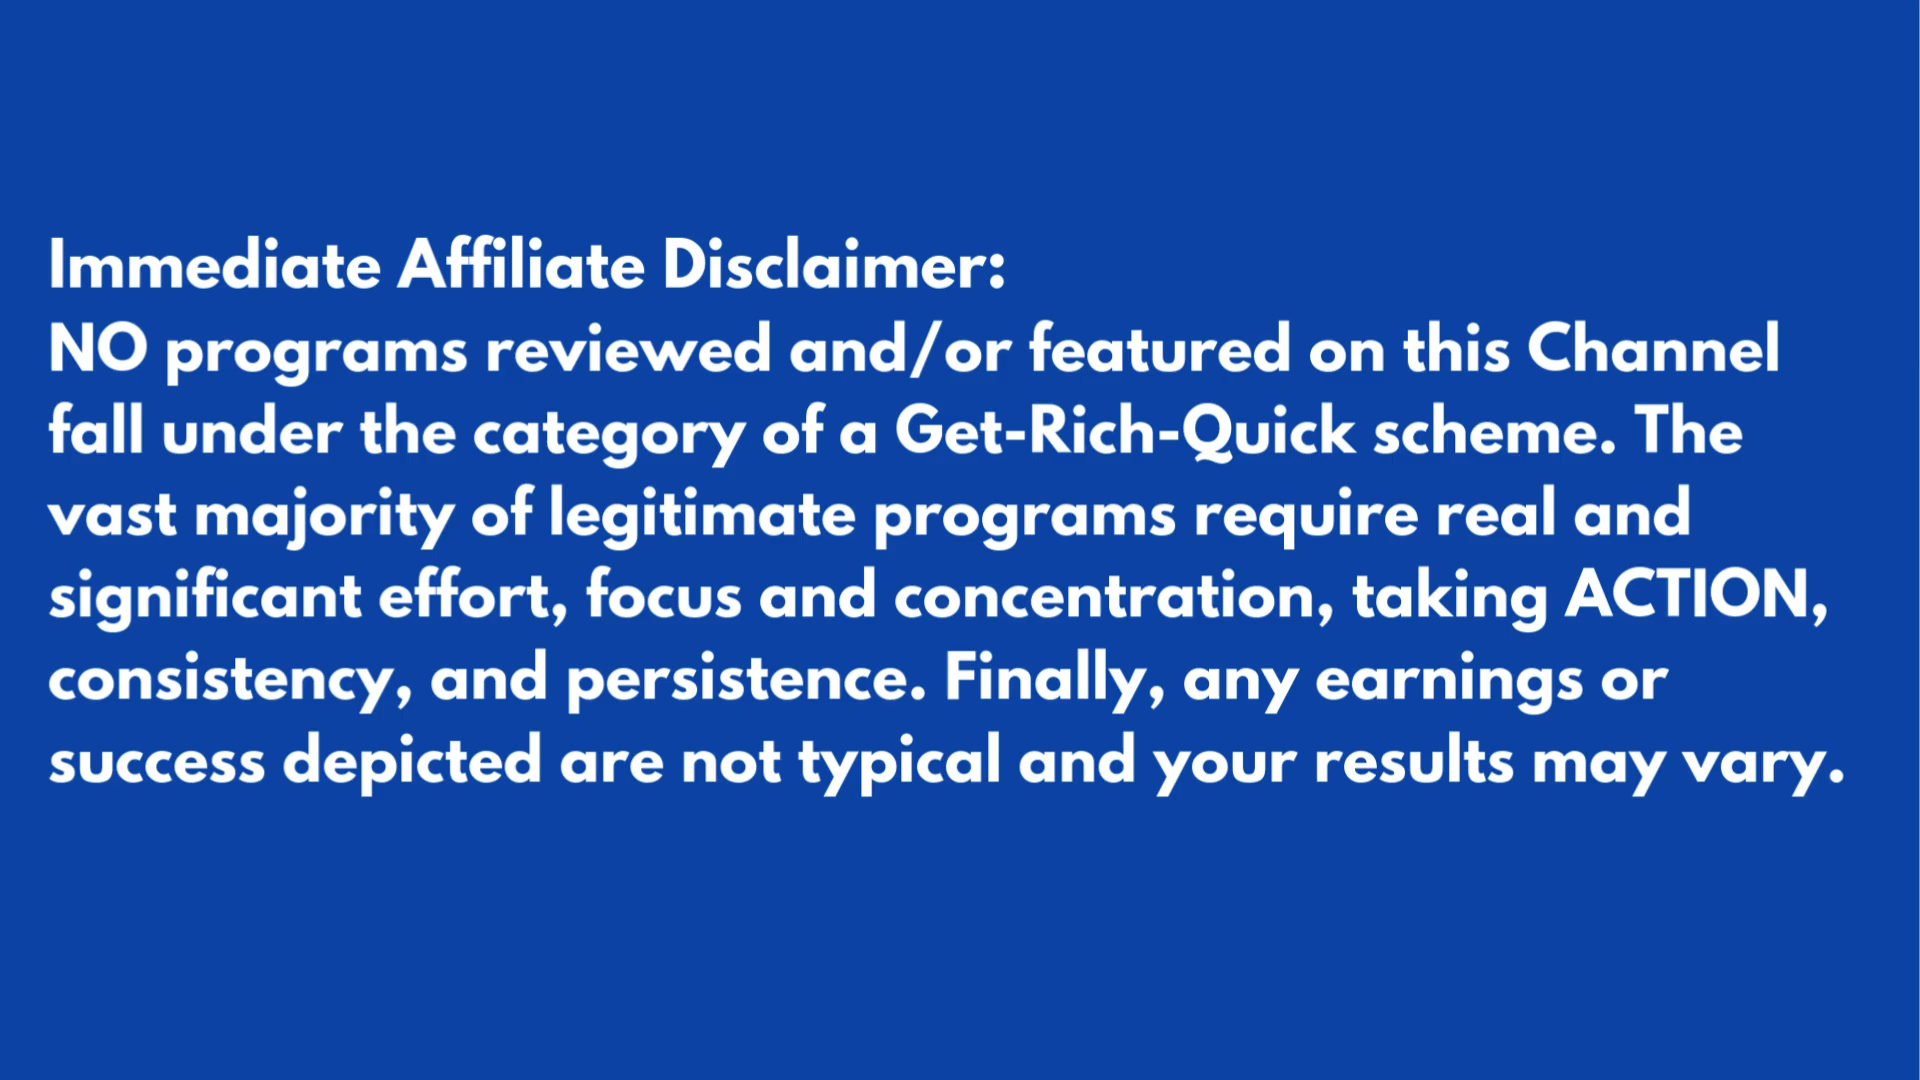 Immediate Affiliate Disclaimer:
NO programs reviewed and/or featured on this Channel
fall under the category of a Get-Rich-Quick scheme. The
vast majority of legitimate programs require real and
significant effort, focus and concentration, taking ACTION,
consistency, and persistence. Finally, any earnings or
success depicted are not typical and your results may vary.